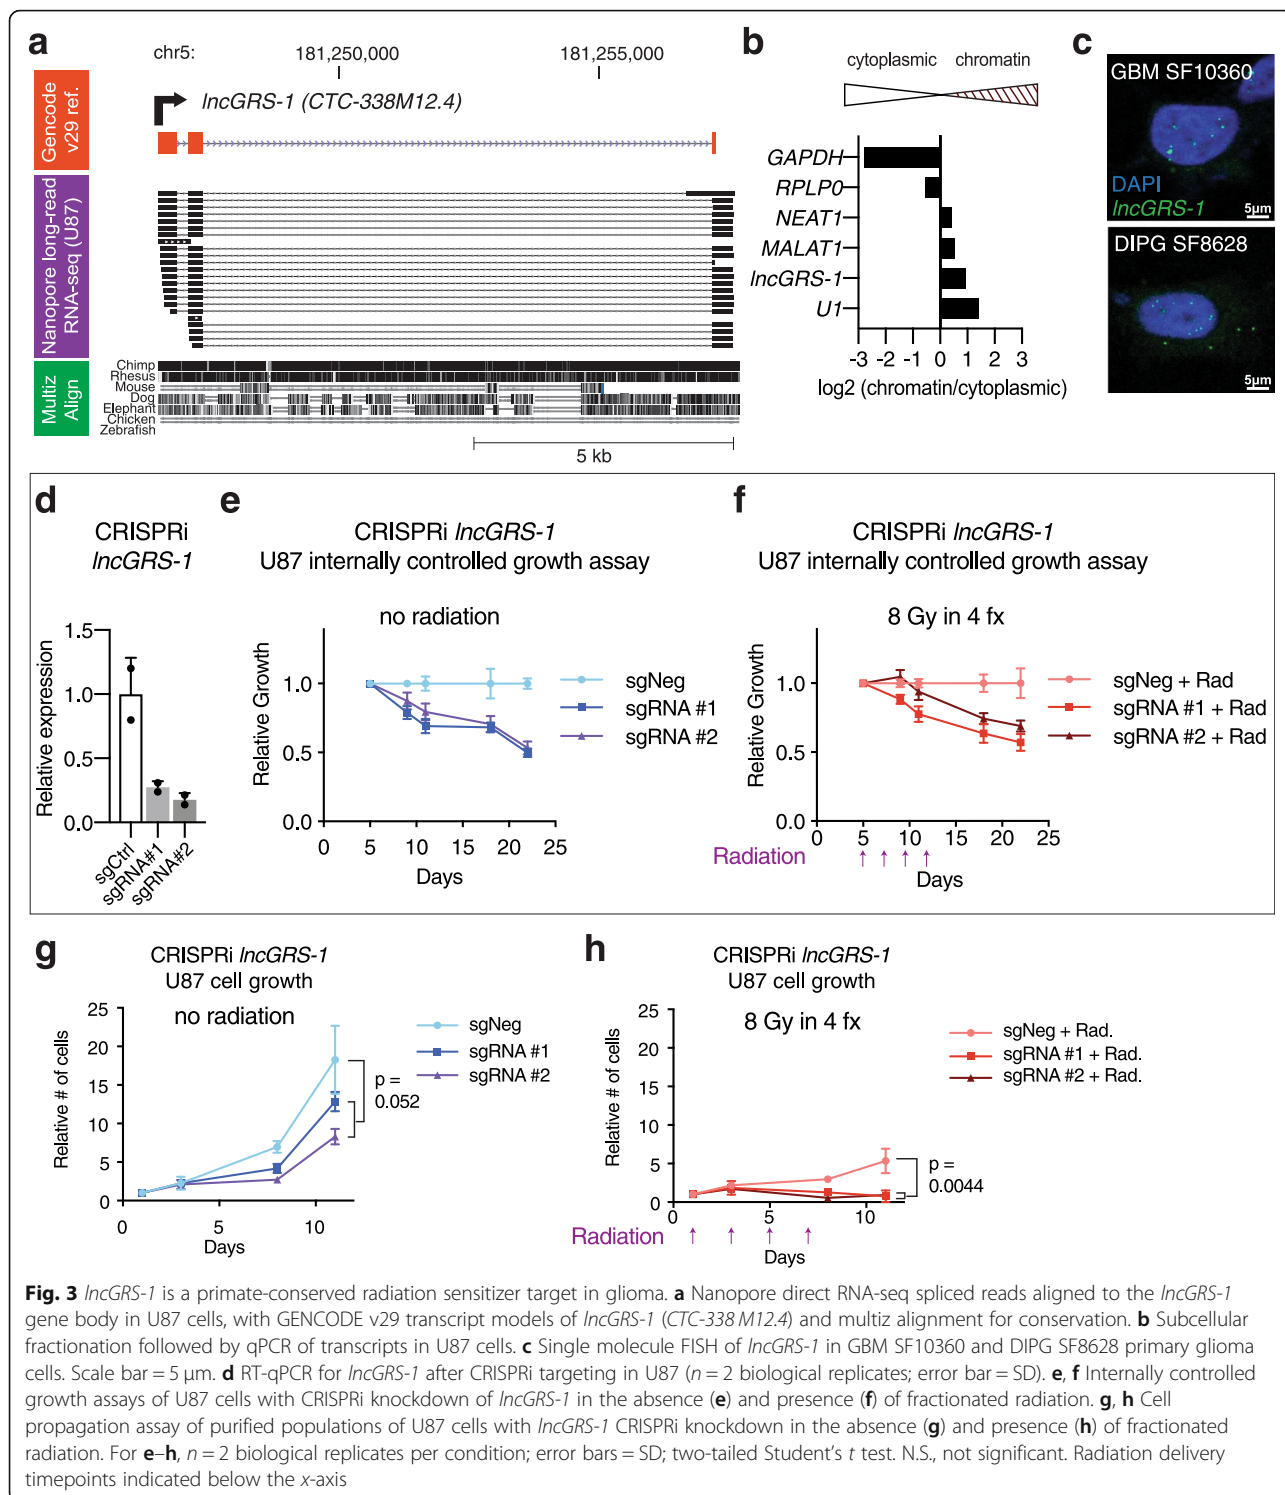 a
chr5:
181,250,000
181,255,000
lncGRS-1 (CTC-338M12.4)
Gencode
v29 ref.
Nanopore long-read
RNA-seq (U87)
Multiz
Align
Chimp
Rhesus
Mouse
Dog
Elephant
Chicken
Zebrafish
5 kb
b
cytoplasmic
chromatin
GAPDH
RPLP0
NEAT1
MALAT1
lncGRS-1
U1
-3 -2 -1 0 1 2 3
log2 (chromatin/cytoplasmic)
c
GBM SF10360
DAPI
lncGRS-1
5µm
DIPG SF8628
5µm
d
CRISPRi
lncGRS-1
Relative expression
1.5
1.0
0.5
0.0
sgCtrl
sgRNA#1
sgRNA#2
e
CRISPRi lncGRS-1
U87 internally controlled growth assay
no radiation
Relative Growth
1.0
0.5
0.0
0 5 10 15 20 25
Days
sgNeg
sgRNA #1
sgRNA #2
f
CRISPRi lncGRS-1
U87 internally controlled growth assay
8 Gy in 4 fx
Relative Growth
1.0
0.5
0.0
0 5 10 15 20 25
Radiation ↑ ↑ ↑ ↑
Days
sgNeg + Rad
sgRNA #1 + Rad
sgRNA #2 + Rad
g
CRISPRi lncGRS-1
U87 cell growth
no radiation
Relative # of cells
25
20
15
10
5
0
0 5 10
Days
sgNeg
sgRNA #1
sgRNA #2
p =
0.052
h
CRISPRi lncGRS-1
U87 cell growth
8 Gy in 4 fx
Relative # of cells
25
20
15
10
5
0
0 5 10
Radiation ↑ ↑ ↑ ↑
Days
sgNeg + Rad.
sgRNA #1 + Rad.
sgRNA #2 + Rad.
p =
0.0044
Fig. 3 lncGRS-1 is a primate-conserved radiation sensitizer target in glioma. a Nanopore direct RNA-seq spliced reads aligned to the lncGRS-1
gene body in U87 cells, with GENCODE v29 transcript models of lncGRS-1 (CTC-338 M12.4) and multiz alignment for conservation. b Subcellular
fractionation followed by qPCR of transcripts in U87 cells. c Single molecule FISH of lncGRS-1 in GBM SF10360 and DIPG SF8628 primary glioma
cells. Scale bar = 5 µm. d RT-qPCR for lncGRS-1 after CRISPRi targeting in U87 (n = 2 biological replicates; error bar = SD). e, f Internally controlled
growth assays of U87 cells with CRISPRi knockdown of lncGRS-1 in the absence (e) and presence (f) of fractionated radiation. g, h Cell
propagation assay of purified populations of U87 cells with lncGRS-1 CRISPRi knockdown in the absence (g) and presence (h) of fractionated
radiation. For e–h, n = 2 biological replicates per condition; error bars = SD; two-tailed Student's t test. N.S., not significant. Radiation delivery
timepoints indicated below the x-axis